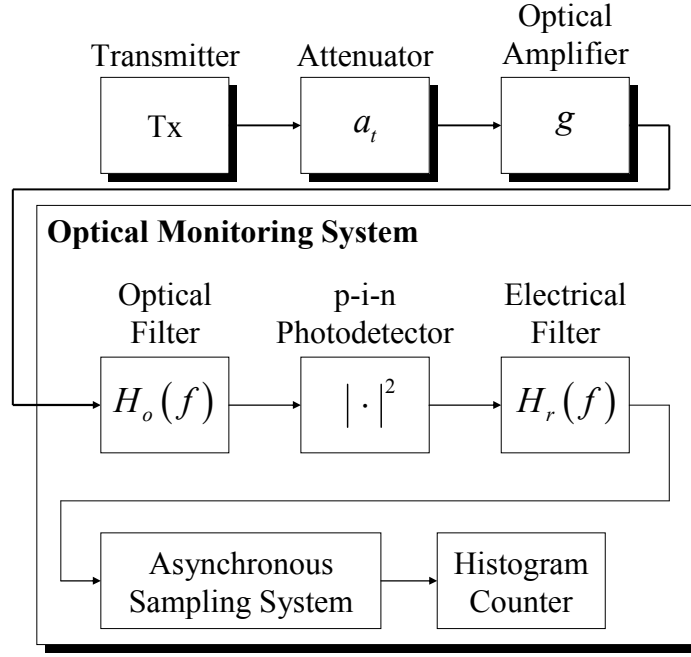 Transmitter
Attenuator
Optical
Amplifier
Tx
a_t
g
Optical Monitoring System
Optical
Filter
p-i-n
Photodetector
Electrical
Filter
H_o(f)
|·|^2
H_r(f)
Asynchronous
Sampling System
Histogram
Counter